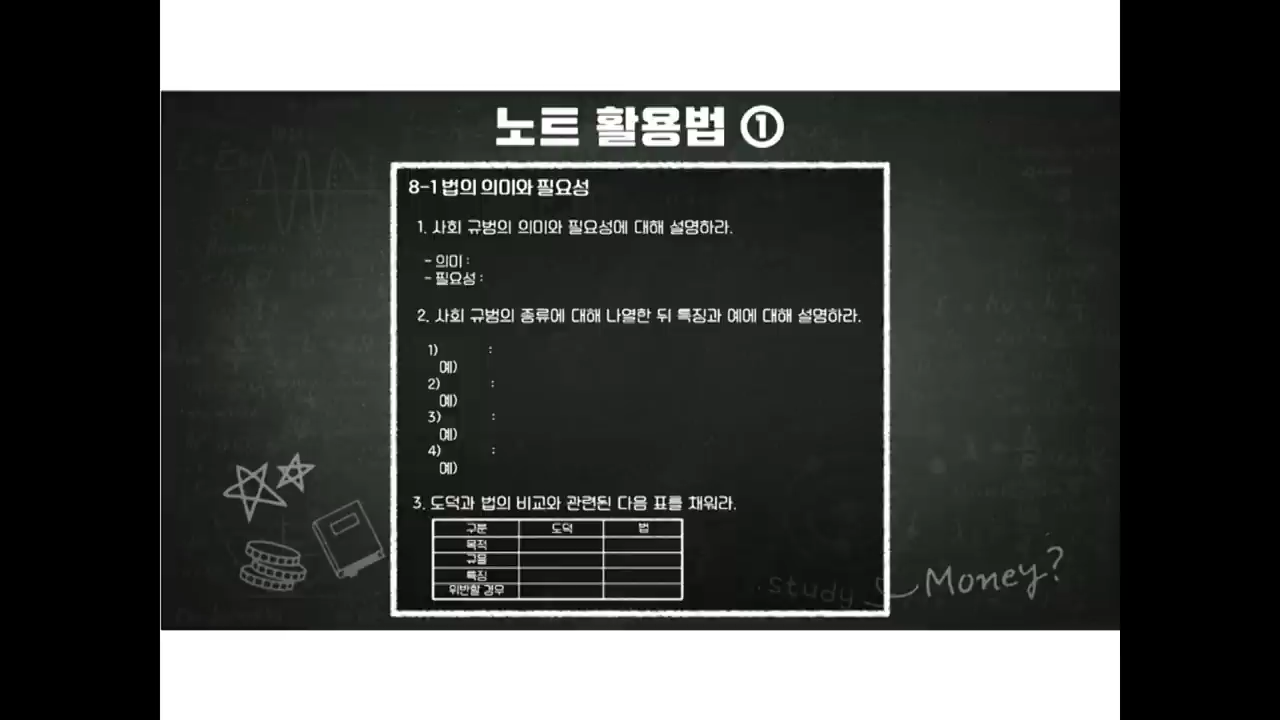 노트 활용법 ①
8-1 법의 의미와 필요성
1. 사회 규범의 의미와 필요성에 대해 설명하라.
- 의미 :
- 필요성 :
2. 사회 규범의 종류에 대해 나열한 뒤 특징과 예에 대해 설명하라.
1) :
예)
2) :
예)
3) :
예)
4) :
예)
3. 도덕과 법의 비교와 관련된 다음 표를 채워라.
구분 도덕 법
목적
규율
특징
위반할 경우
study Money?